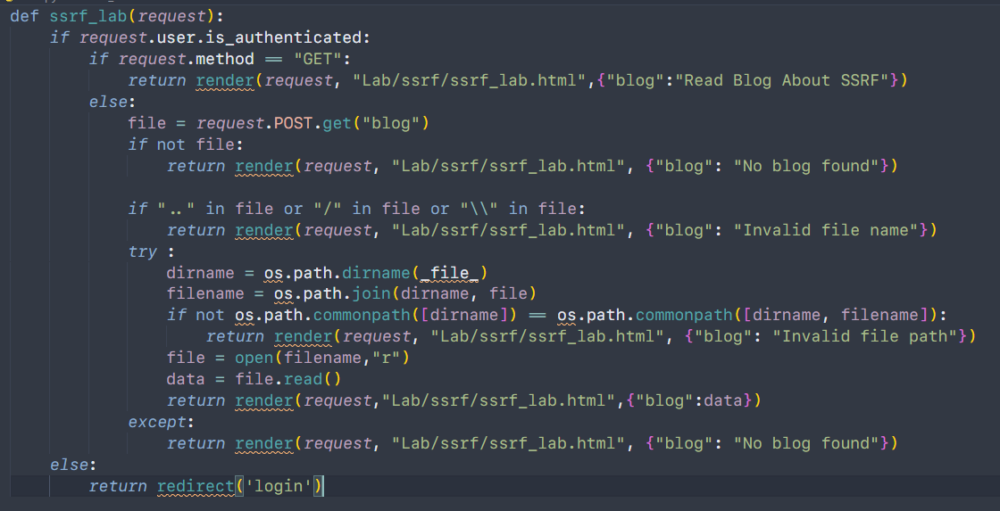 def ssrf_lab(request):
    if request.user.is_authenticated:
        if request.method == "GET":
            return render(request, "Lab/ssrf/ssrf_lab.html",{"blog":"Read Blog About SSRF"})
        else:
            file = request.POST.get("blog")
            if not file:
                return render(request, "Lab/ssrf/ssrf_lab.html", {"blog": "No blog found"})

            if ".." in file or "/" in file or "\\" in file:
                return render(request, "Lab/ssrf/ssrf_lab.html", {"blog": "Invalid file name"})
            try :
                dirname = os.path.dirname(_file_)
                filename = os.path.join(dirname, file)
                if not os.path.commonpath([dirname]) == os.path.commonpath([dirname, filename]):
                    return render(request, "Lab/ssrf/ssrf_lab.html", {"blog": "Invalid file path"})
                file = open(filename,"r")
                data = file.read()
                return render(request,"Lab/ssrf/ssrf_lab.html",{"blog":data})
            except:
                return render(request, "Lab/ssrf/ssrf_lab.html", {"blog": "No blog found"})
    else:
        return redirect('login')